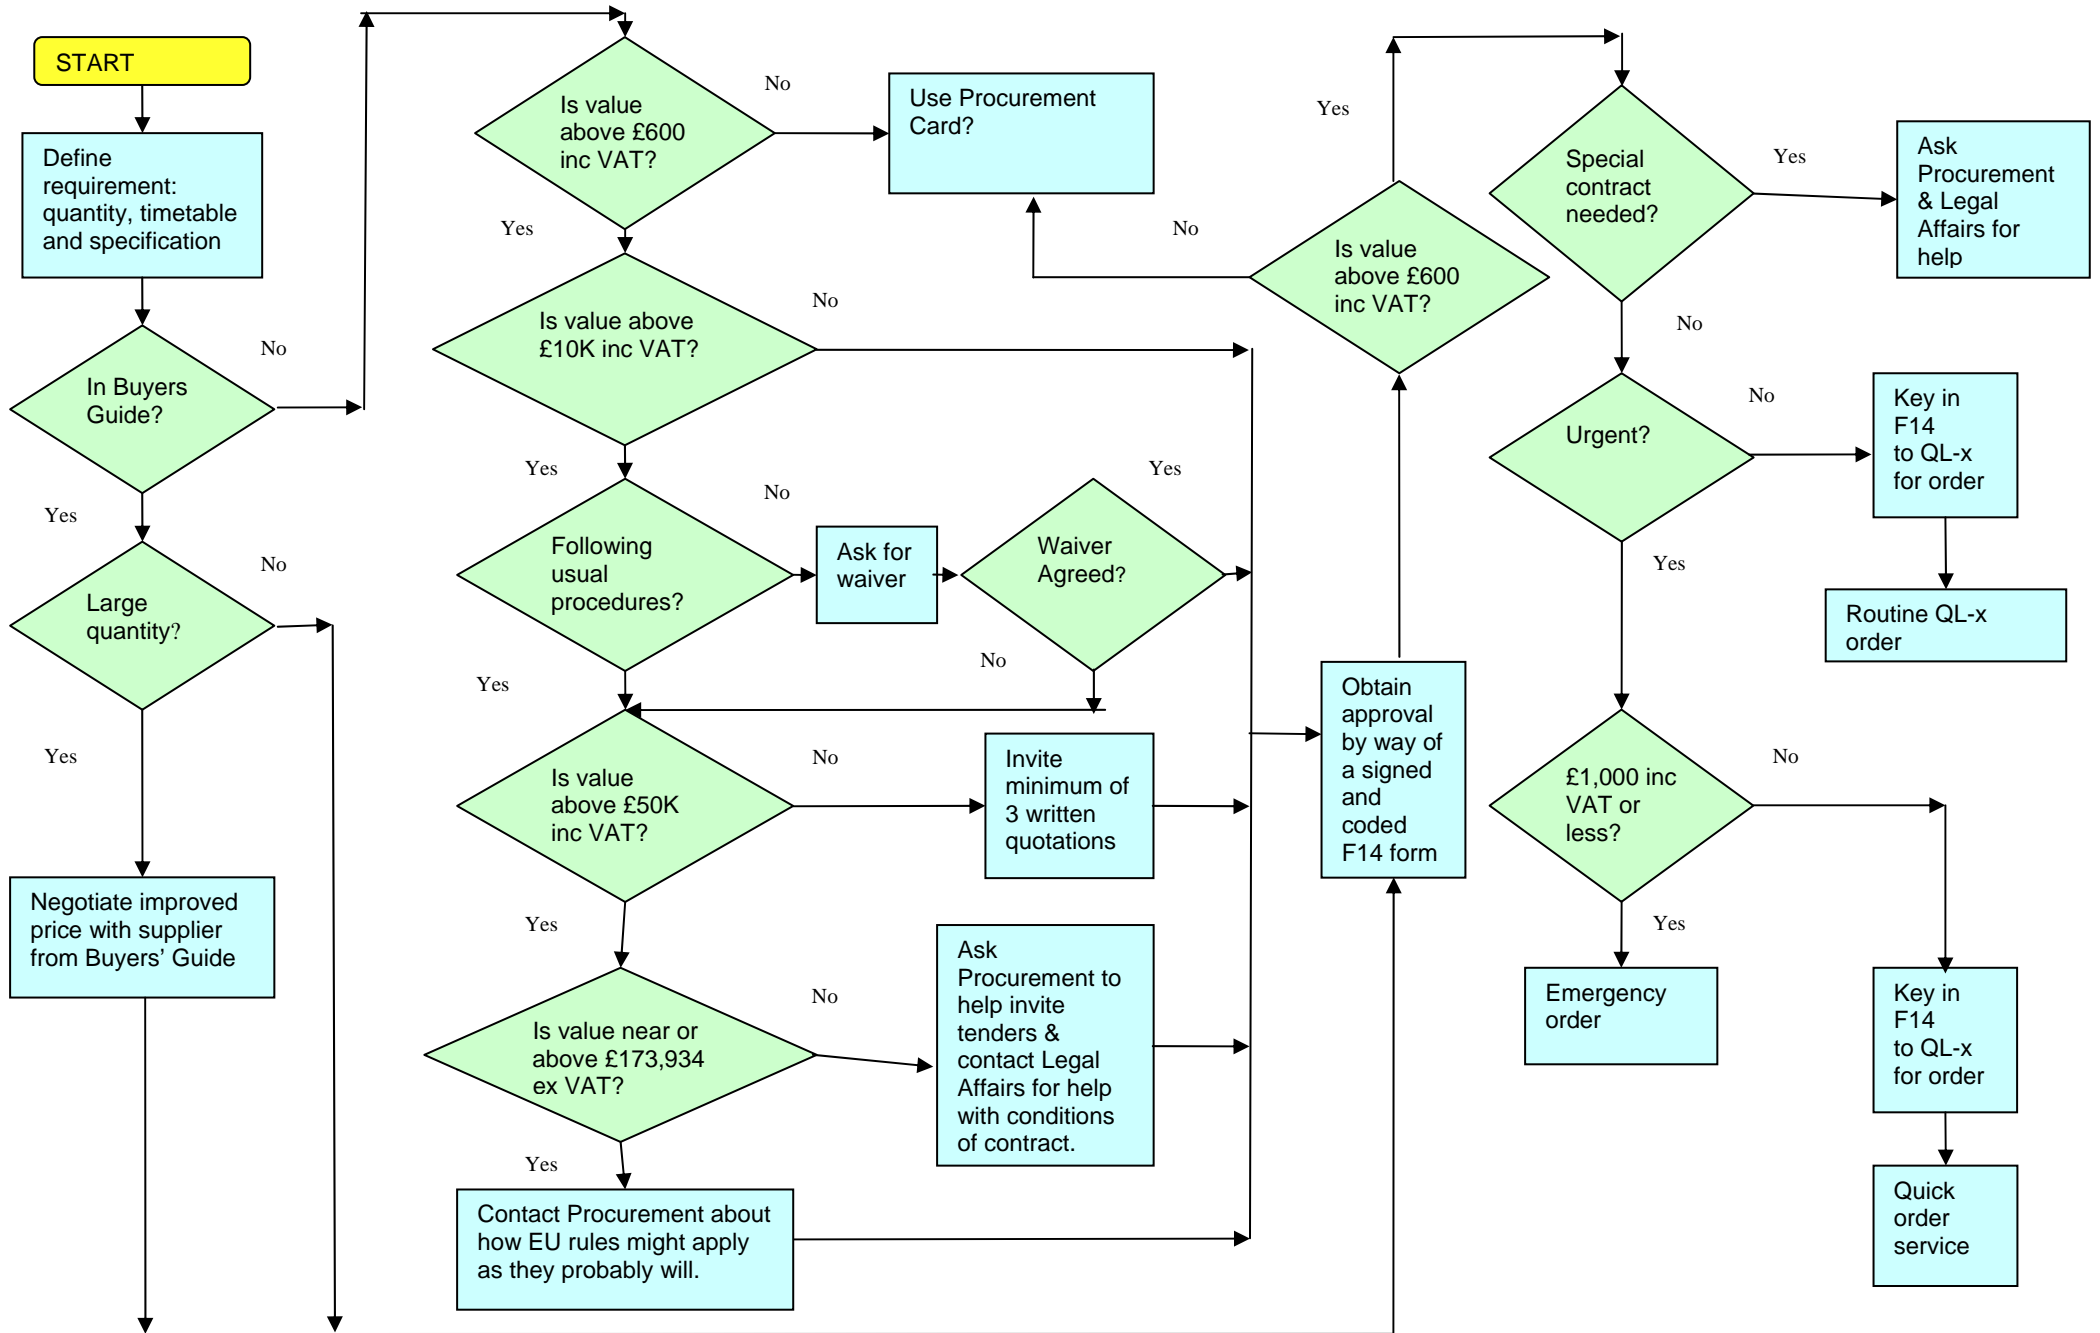 START
Define
requirement:
quantity, timetable
and specification
In Buyers
Guide?
No
Yes
Large
quantity?
No
Yes
Negotiate improved
price with supplier
from Buyers’ Guide
Is value
above £600
inc VAT?
No
Yes
Use Procurement
Card?
Is value above
£10K inc VAT?
No
Yes
Following
usual
procedures?
No
Yes
Ask for
waiver
Waiver
Agreed?
Yes
No
Is value
above £50K
inc VAT?
No
Yes
Invite
minimum of
3 written
quotations
Is value near or
above £173,934
ex VAT?
No
Yes
Ask
Procurement to
help invite
tenders &
contact Legal
Affairs for help
with conditions
of contract.
Contact Procurement about
how EU rules might apply
as they probably will.
Obtain
approval
by way of
a signed
and
coded
F14 form
Is value
above £600
inc VAT?
No
Yes
Special
contract
needed?
Yes
No
Ask
Procurement
& Legal
Affairs for
help
Urgent?
No
Yes
Key in
F14
to QL-x
for order
Routine QL-x
order
£1,000 inc
VAT or
less?
No
Yes
Emergency
order
Key in
F14
to QL-x
for order
Quick
order
service